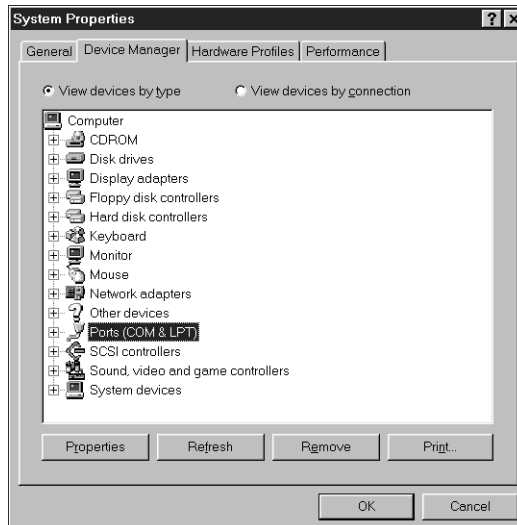 System Properties
General Device Manager Hardware Profiles Performance
View devices by type View devices by connection
Computer
CDROM
Disk drives
Display adapters
Floppy disk controllers
Hard disk controllers
Keyboard
Monitor
Mouse
Network adapters
Other devices
Ports (COM & LPT)
SCSI controllers
Sound, video and game controllers
System devices
Properties Refresh Remove Print...
OK Cancel